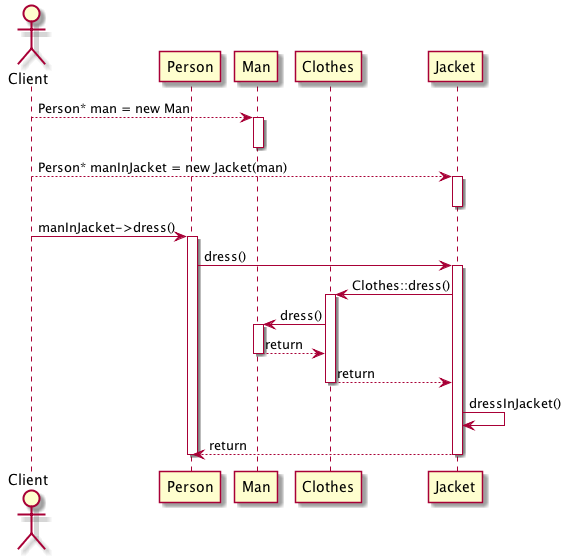 Client
Person
Man
Clothes
Jacket
Person* man = new Man
Person* manInJacket = new Jacket(man)
manInJacket->dress()
dress()
Clothes::dress()
dress()
return
return
dressInJacket()
return
Client
Person
Man
Clothes
Jacket